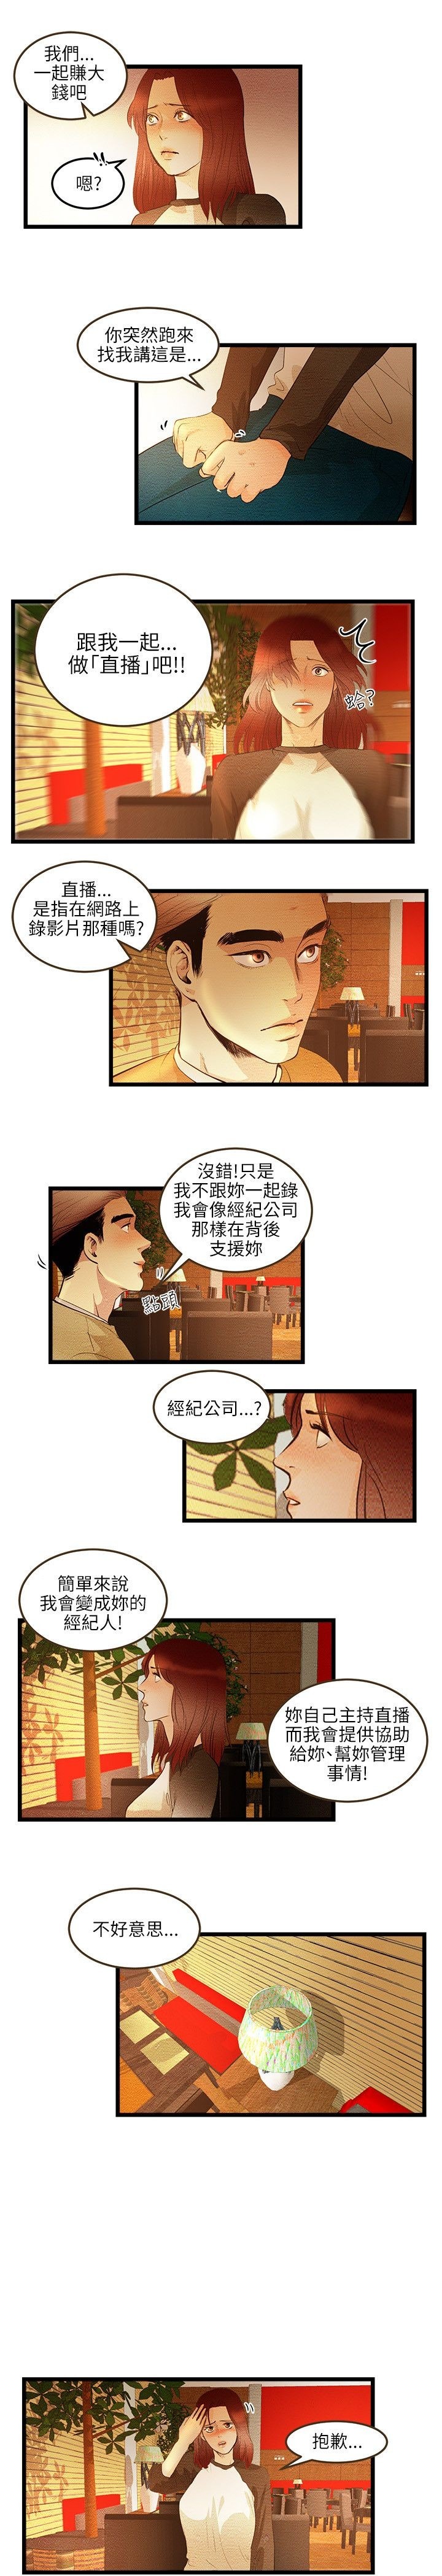 我們...
一起賺大
錢吧
嗯?
你突然跑來
找我講這是...
跟我一起...
做「直播」吧!!
蛤?
直播...
是指在網路上
錄影片那種嗎?
沒錯!只是
我不跟妳一起錄
我會像經紀公司
那樣在背後
支援妳
點頭
經紀公司...?
簡單來說
我會變成妳的
經紀人!
妳自己主持直播
而我會提供協助
給妳、幫妳管理
事情!
不好意思...
抱歉...